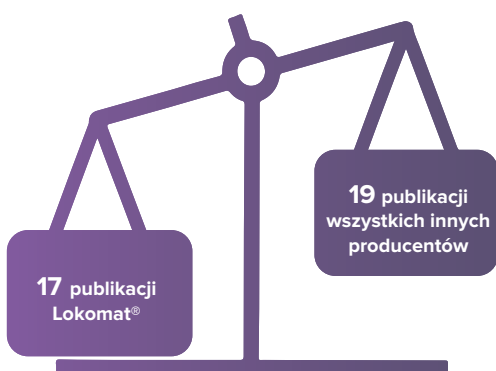 17 publikacji
Lokomat®
19 publikacji
wszystkich innych
producentów